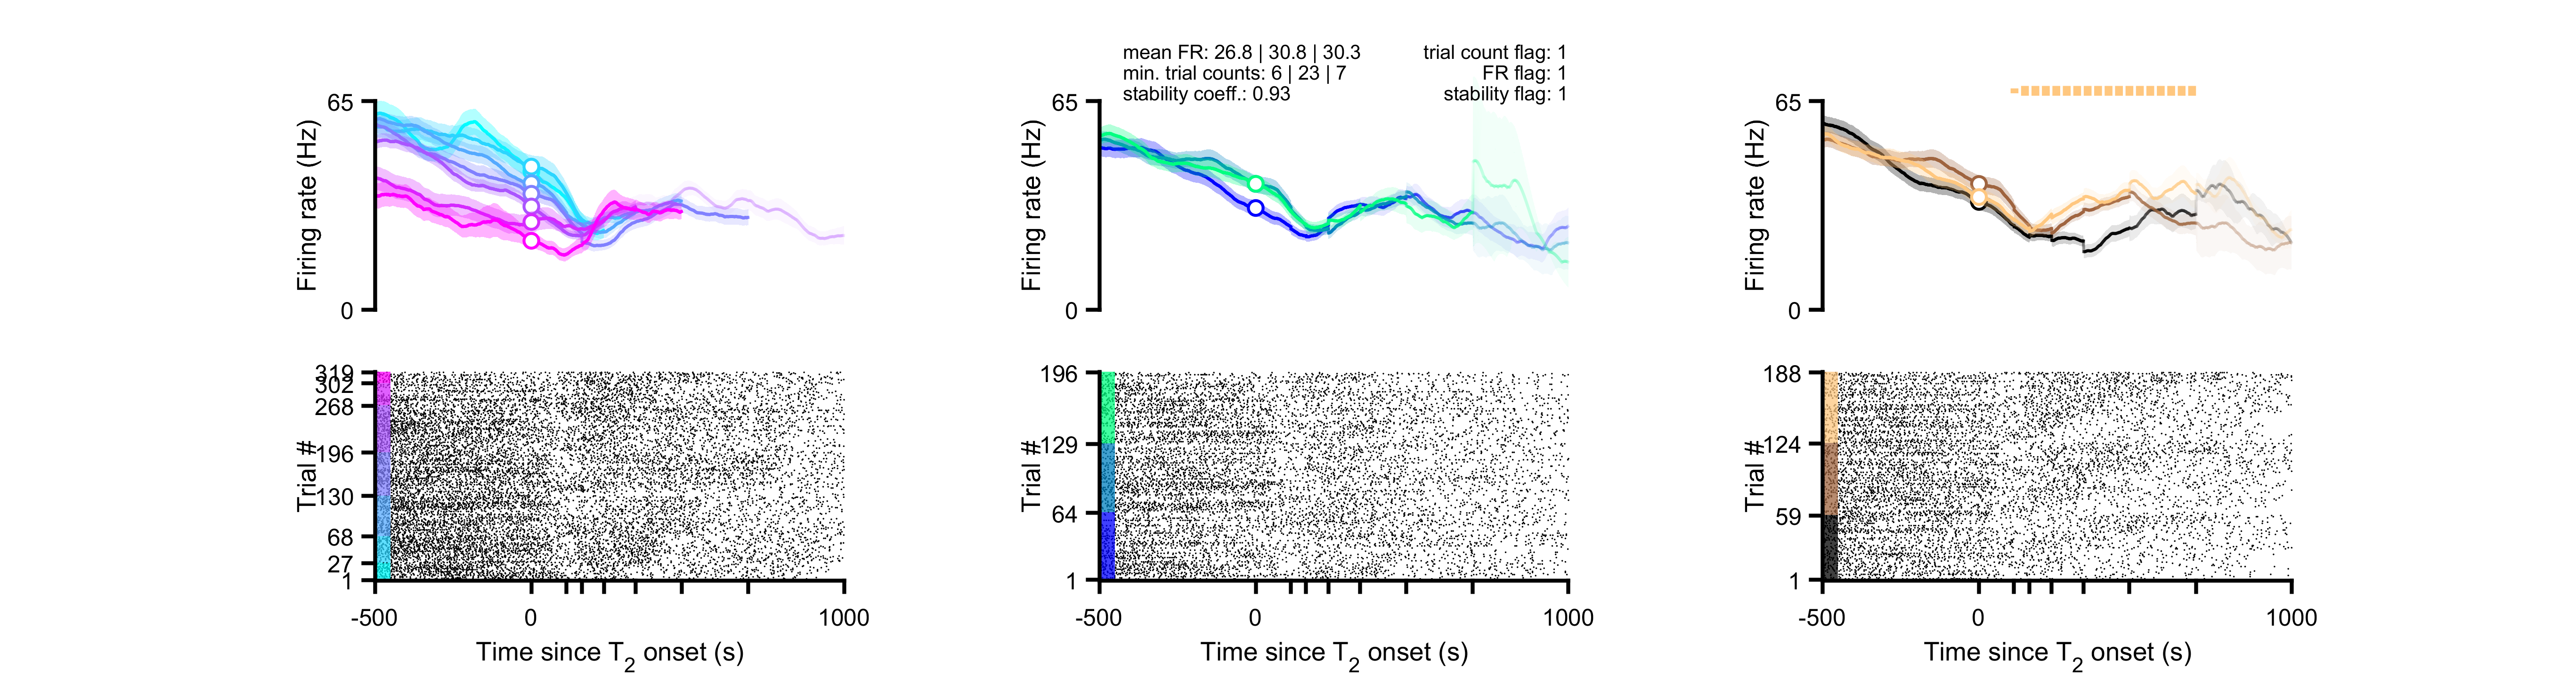 65
0
Firing rate (Hz)
319
302
268
196
130
68
27
1
Trial #
-500
0
1000
Time since T2 onset (s)
mean FR: 26.8 | 30.8 | 30.3
min. trial counts: 6 | 23 | 7
stability coeff.: 0.93
trial count flag: 1
FR flag: 1
stability flag: 1
65
0
Firing rate (Hz)
196
129
64
1
Trial #
-500
0
1000
Time since T2 onset (s)
65
0
Firing rate (Hz)
188
124
59
1
Trial #
-500
0
1000
Time since T2 onset (s)